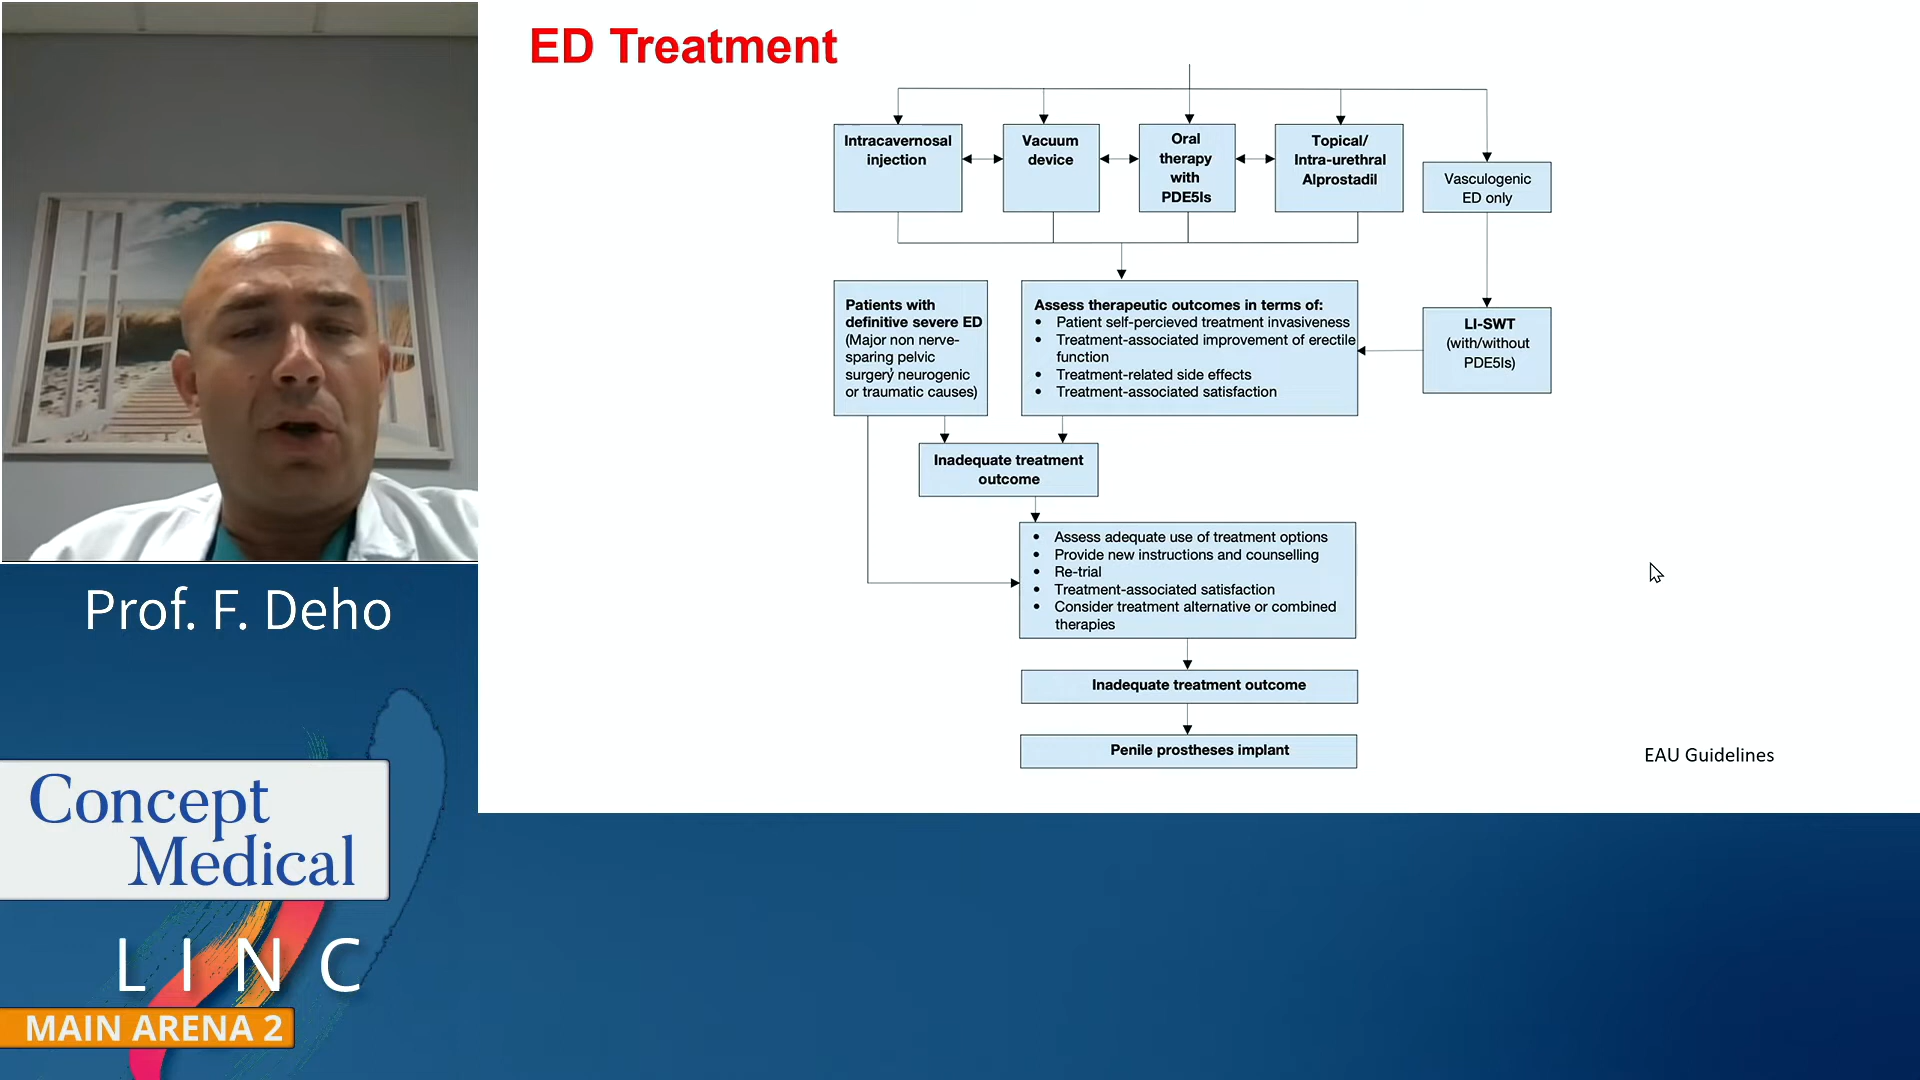 ED Treatment
Intracavernosal
injection
Vacuum
device
Oral
therapy
with
PDE5Is
Topical/
Intra-urethral
Alprostadil
Vasculogenic
ED only
Patients with
definitive severe ED
(Major non nerve-
sparing pelvic
surgery neurogenic
or traumatic causes)
Assess therapeutic outcomes in terms of:
• Patient self-percieved treatment invasiveness
• Treatment-associated improvement of erectile
function
• Treatment-related side effects
• Treatment-associated satisfaction
LI-SWT
(with/without
PDE5Is)
Inadequate treatment
outcome
• Assess adequate use of treatment options
• Provide new instructions and counselling
• Re-trial
• Treatment-associated satisfaction
• Consider treatment alternative or combined
therapies
Inadequate treatment outcome
Penile prostheses implant
EAU Guidelines
Prof. F. Deho
Concept
Medical
LINC
MAIN ARENA 2